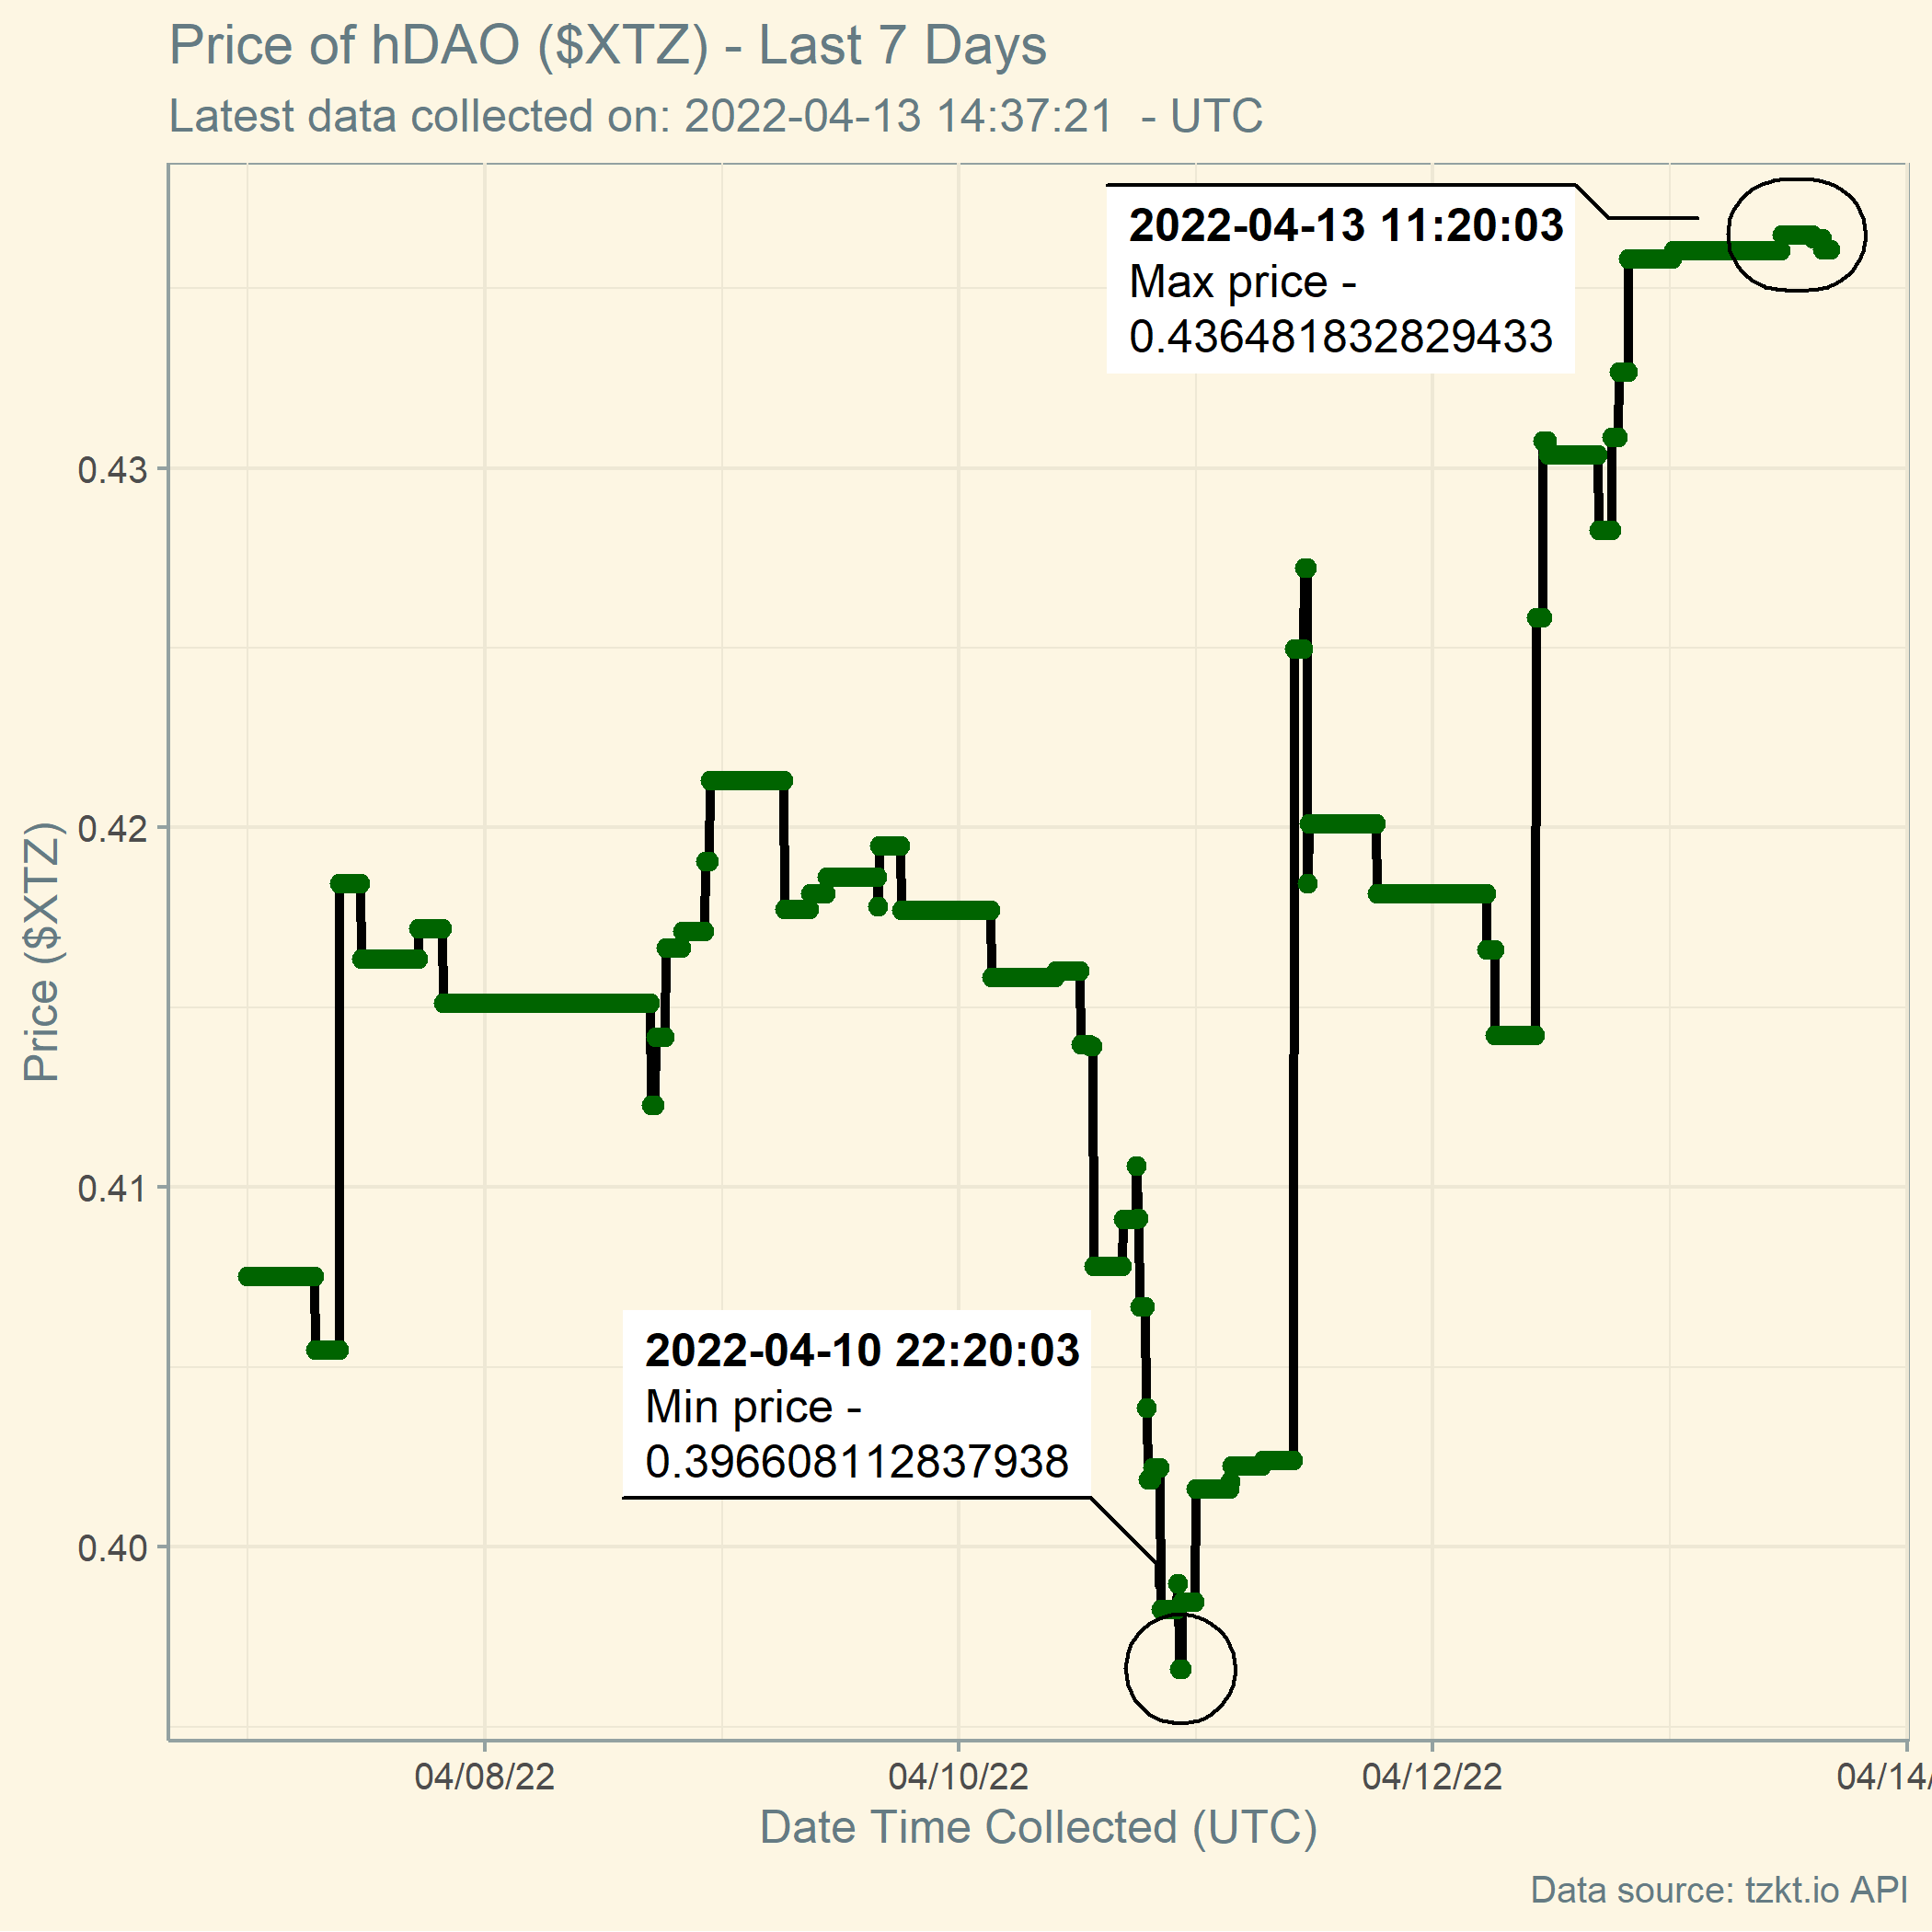 Price of hDAO ($XTZ) - Last 7 Days
Latest data collected on: 2022-04-13 14:37:21  - UTC
2022-04-13 11:20:03
Max price -
0.436481832829433
0.43
0.42
0.41
0.40
Price ($XTZ)
2022-04-10 22:20:03
Min price -
0.396608112837938
04/08/22
04/10/22
04/12/22
04/14/
Date Time Collected (UTC)
Data source: tzkt.io API